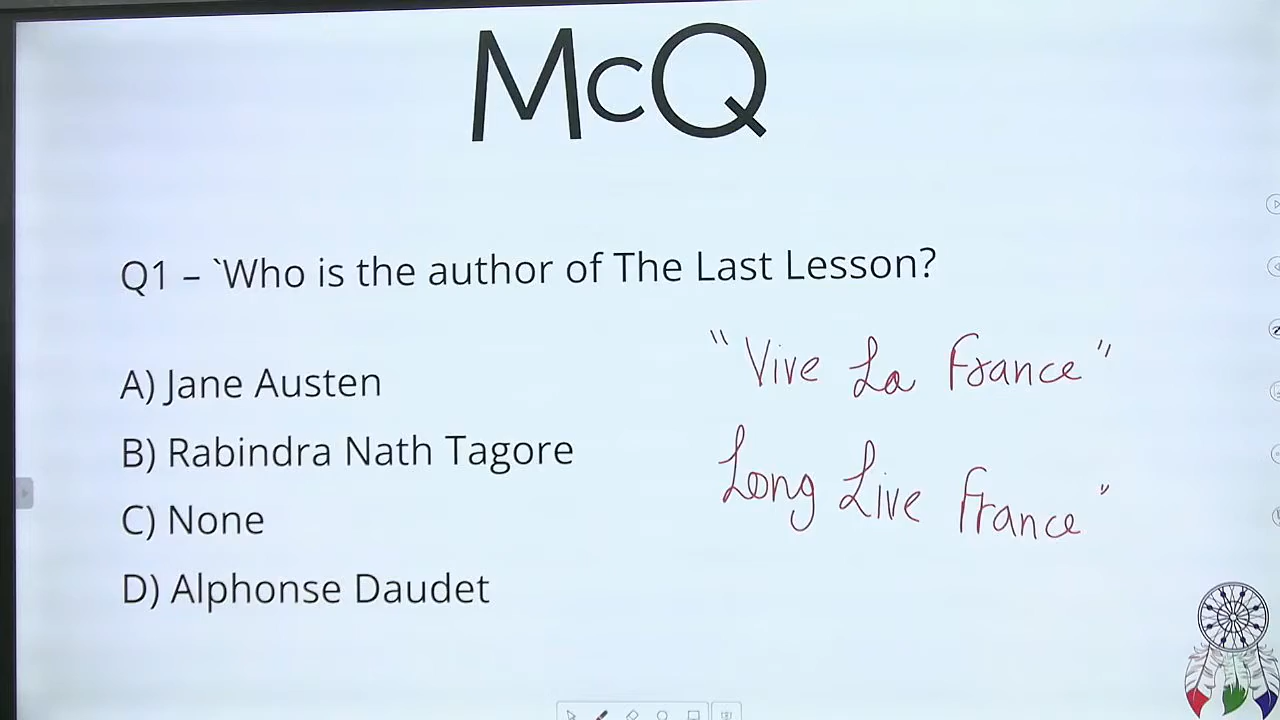 McQ
Q1 – `Who is the author of The Last Lesson?
"Vive La France"
A) Jane Austen
B) Rabindra Nath Tagore
Long Live France"
C) None
D) Alphonse Daudet